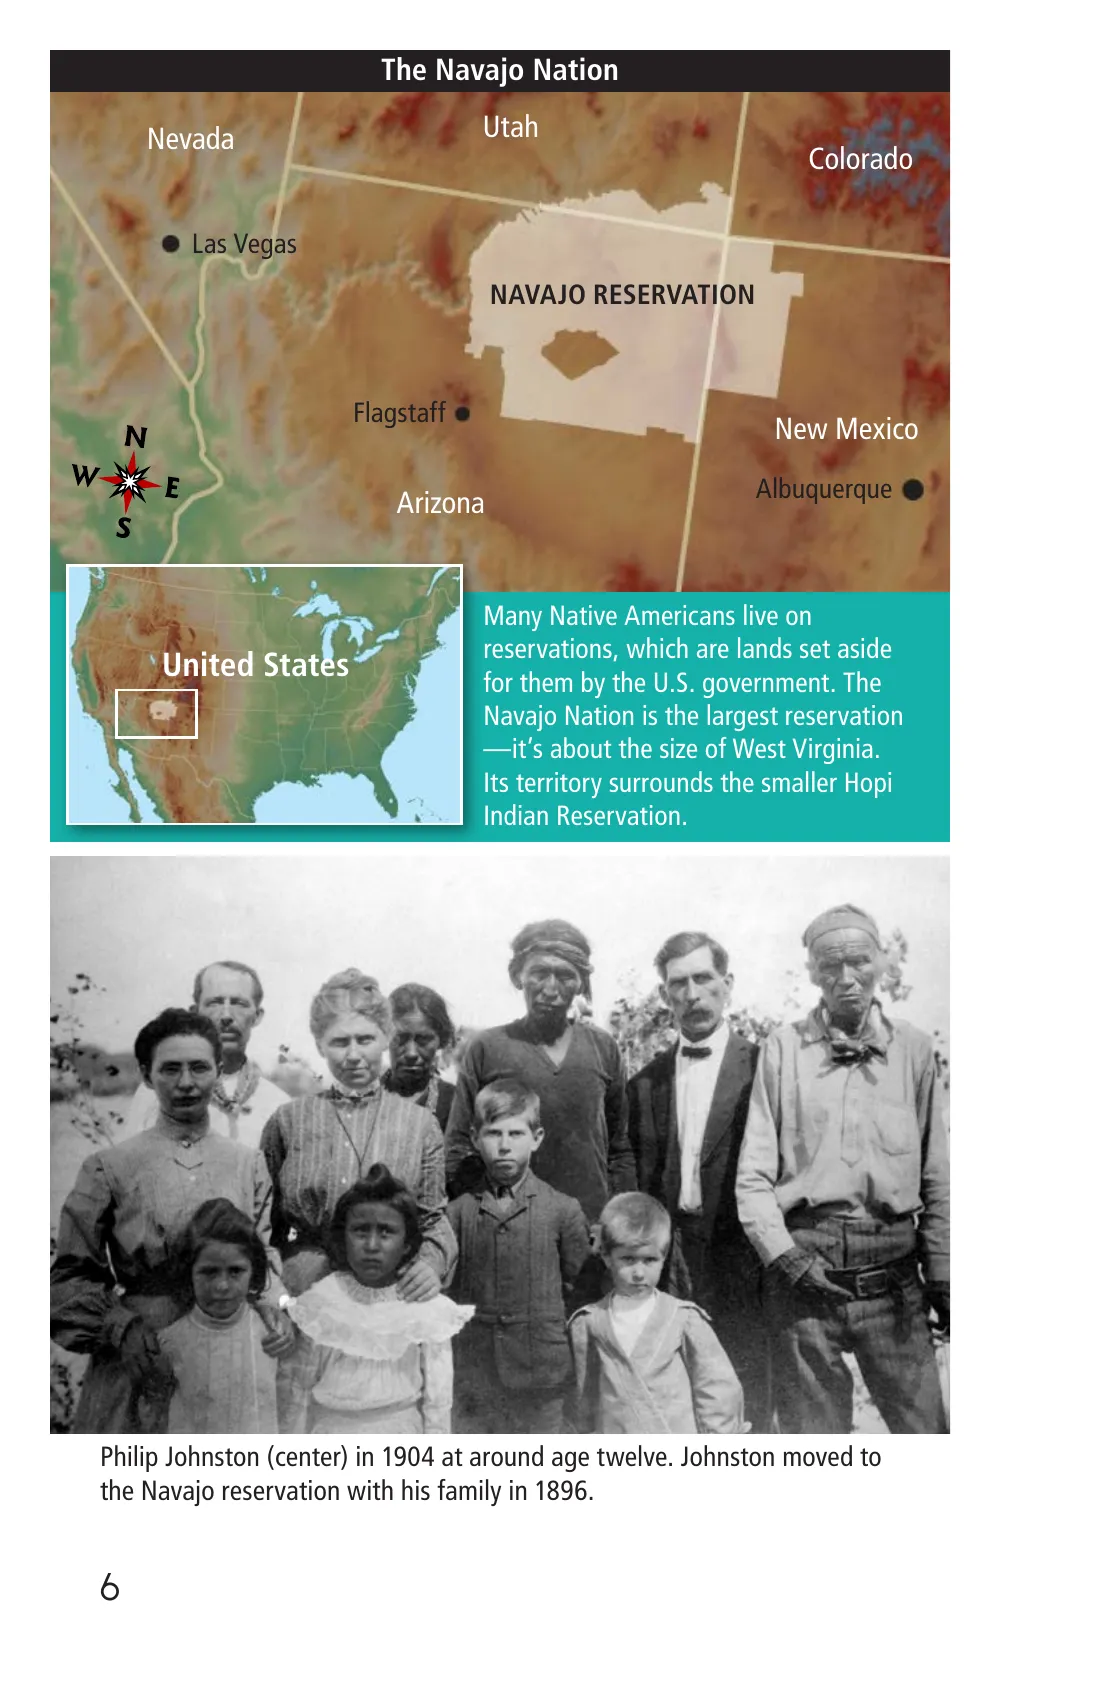 The Navajo Nation
Nevada
Utah
Colorado
Las Vegas
NAVAJO RESERVATION
Flagstaff
New Mexico
Albuquerque
Arizona
N
W
E
S
United States
Many Native Americans live on
reservations, which are lands set aside
for them by the U.S. government. The
Navajo Nation is the largest reservation
—it’s about the size of West Virginia.
Its territory surrounds the smaller Hopi
Indian Reservation.
Philip Johnston (center) in 1904 at around age twelve. Johnston moved to
the Navajo reservation with his family in 1896.
6